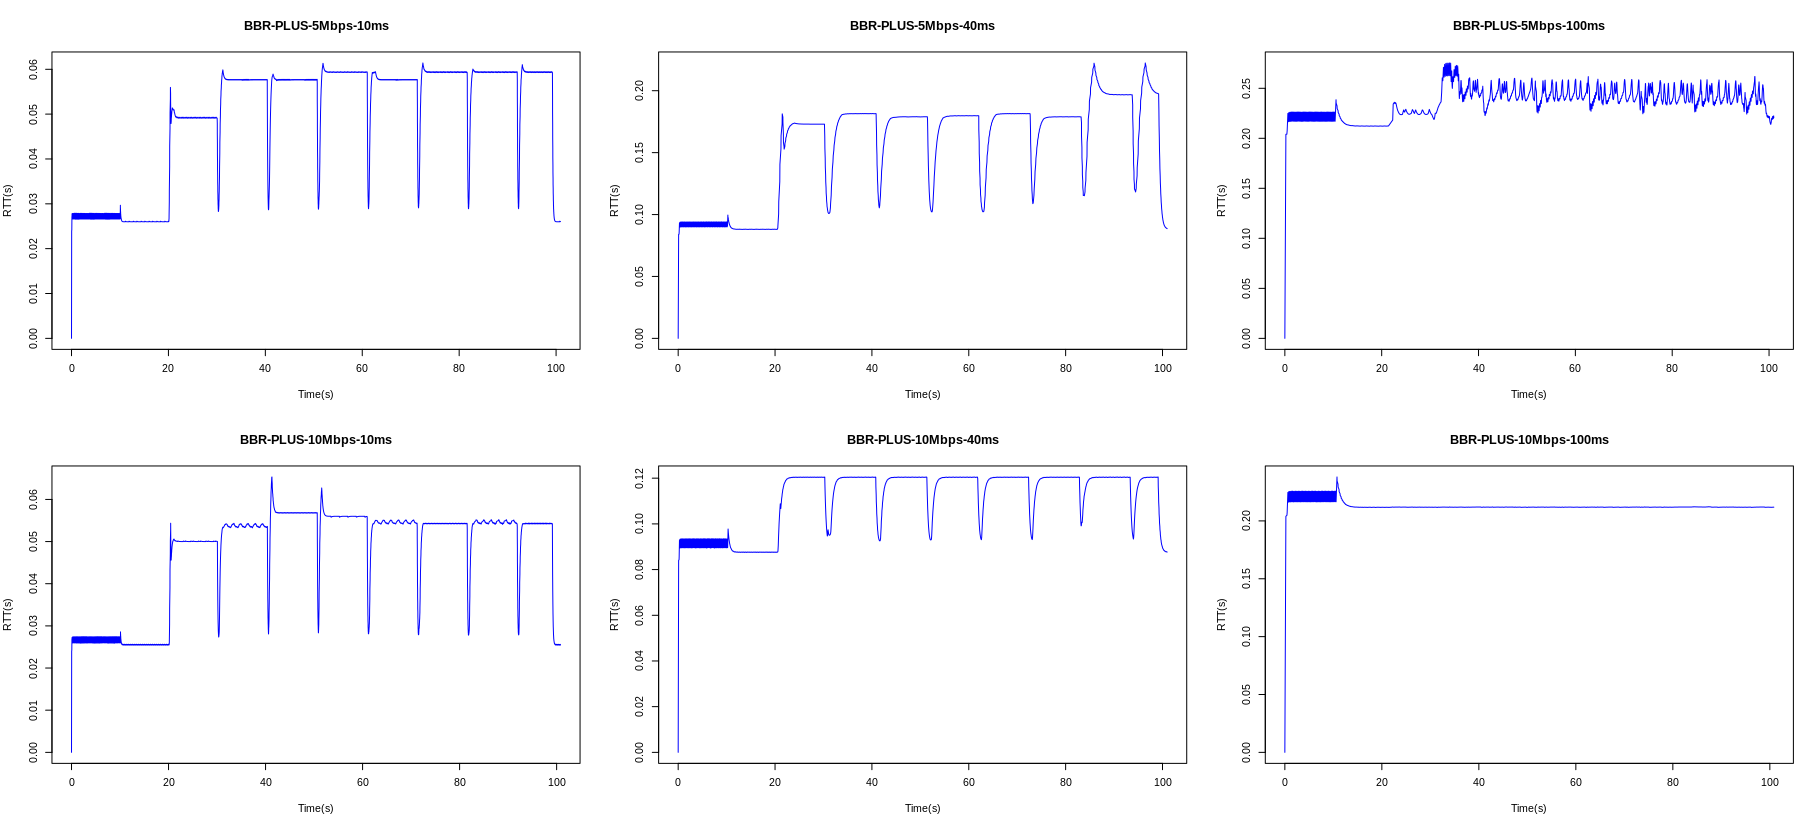 BBR-PLUS-5Mbps-10ms
RTT(s)
0.00 0.01 0.02 0.03 0.04 0.05 0.06
0 20 40 60 80 100
Time(s)
BBR-PLUS-5Mbps-40ms
RTT(s)
0.00 0.05 0.10 0.15 0.20
0 20 40 60 80 100
Time(s)
BBR-PLUS-5Mbps-100ms
RTT(s)
0.00 0.05 0.10 0.15 0.20 0.25
0 20 40 60 80 100
Time(s)
BBR-PLUS-10Mbps-10ms
RTT(s)
0.00 0.01 0.02 0.03 0.04 0.05 0.06
0 20 40 60 80 100
Time(s)
BBR-PLUS-10Mbps-40ms
RTT(s)
0.00 0.02 0.04 0.06 0.08 0.10 0.12
0 20 40 60 80 100
Time(s)
BBR-PLUS-10Mbps-100ms
RTT(s)
0.00 0.05 0.10 0.15 0.20
0 20 40 60 80 100
Time(s)